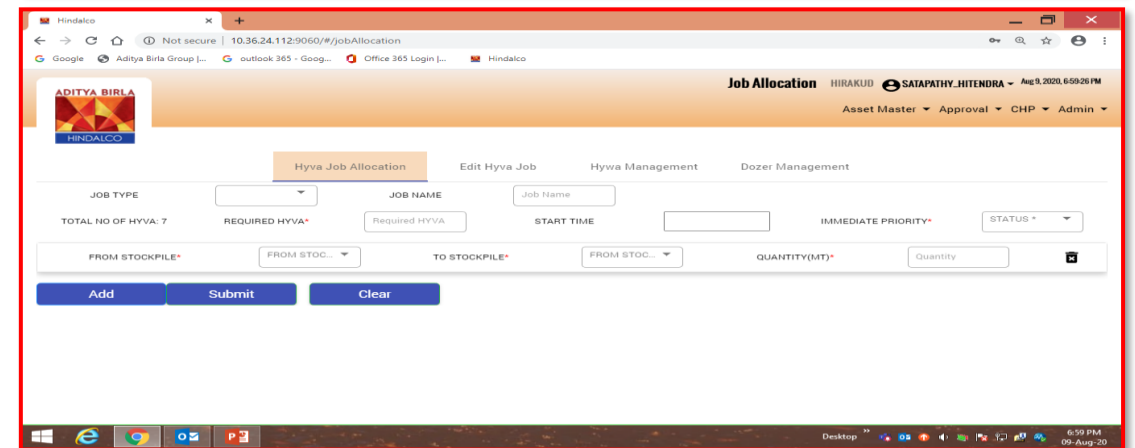 Hindalco
Not secure | 10.36.24.112:9060/#/jobAllocation
Google Aditya Birla Group |... outlook 365 - Goog... Office 365 Login |... Hindalco
ADITYA BIRLA
HINDALCO
Job Allocation HIRAKUD SATAPATHY_HITENDRA Aug 9, 2020, 6:59:26 PM
Asset Master Approval CHP Admin
Hyva Job Allocation Edit Hyva Job Hywa Management Dozer Management
JOB TYPE JOB NAME Job Name
TOTAL NO OF HYVA: 7 REQUIRED HYVA* Required HYVA START TIME IMMEDIATE PRIORITY* STATUS *
FROM STOCKPILE* FROM STOC... TO STOCKPILE* FROM STOC... QUANTITY(MT)* Quantity
Add Submit Clear
Desktop 6:59 PM
09-Aug-20